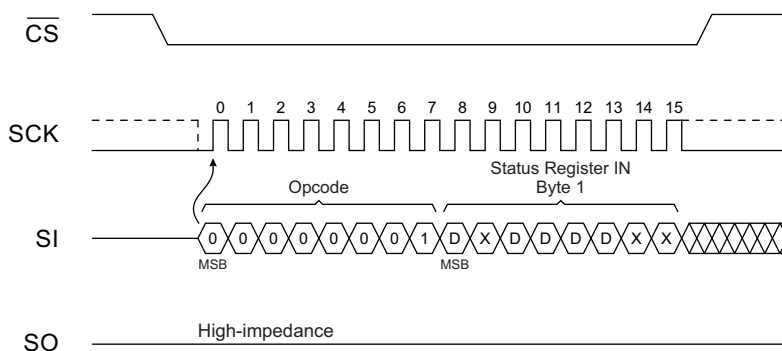 CS
0 1 2 3 4 5 6 7 8 9 10 11 12 13 14 15
SCK
Status Register IN
Opcode Byte 1
SI 0 0 0 0 0 0 0 1 D X D D D D X X
MSB MSB
High-impedance
SO